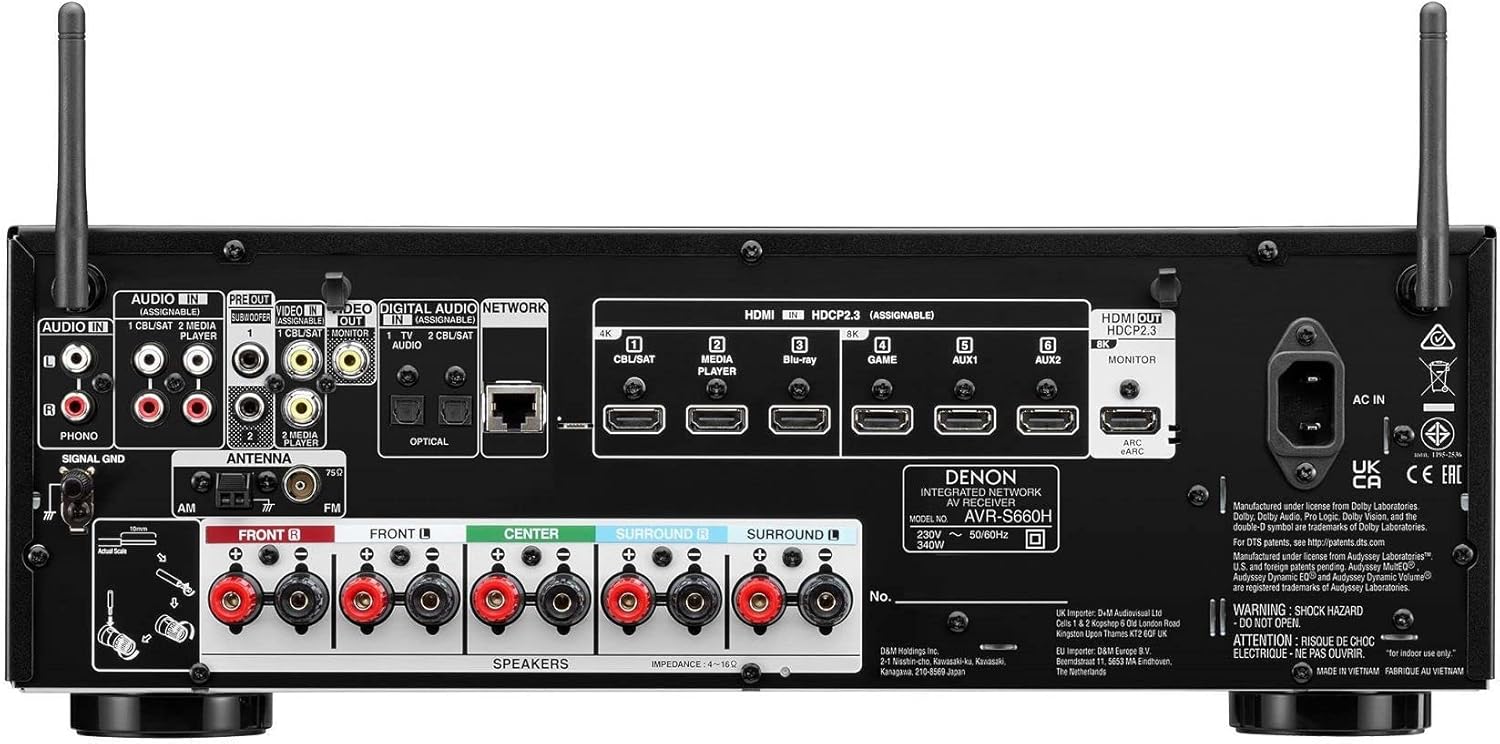 AUDIO IN
L
R
PHONO
AUDIO IN
(ASSIGNABLE)
1 CBL/SAT 2 MEDIA
PLAYER
PRE OUT
SUBWOOFER
1
2
VIDEO IN
(ASSIGNABLE)
1 CBL/SAT
2 MEDIA
PLAYER
VIDEO
OUT
MONITOR
DIGITAL AUDIO
IN (ASSIGNABLE)
1 TV 2 CBL/SAT
AUDIO
OPTICAL
NETWORK
HDMI IN HDCP2.3 (ASSIGNABLE)
4K
8K
1
CBL/SAT
2
MEDIA
PLAYER
3
Blu-ray
4
GAME
5
AUX1
6
AUX2
HDMI OUT
HDCP2.3
8K
MONITOR
ARC
eARC
AC IN
SIGNAL GND
ANTENNA
75Ω
AM
FM
10mm
Actual Scale
FRONT R
FRONT L
CENTER
SURROUND R
SURROUND L
+ − + − + − + − + −
SPEAKERS
IMPEDANCE : 4~16Ω
DENON
INTEGRATED NETWORK
AV RECEIVER
MODEL NO. AVR-S660H
230V ~ 50/60Hz
340W
No.
D&M Holdings Inc.
2-1 Nisshin-cho, Kawasaki-ku, Kawasaki,
Kanagawa, 210-8569 Japan
UK Importer: D+M Audiovisual Ltd
Cells 1 & 2 Kopshop 6 Old London Road
Kingston Upon Thames KT2 6QF UK
EU Importer: D&M Europe B.V.
Beemdstraat 11, 5653 MA Eindhoven,
The Netherlands
UK
CA
CE EAC
Manufactured under license from Dolby Laboratories.
Dolby, Dolby Audio, Pro Logic, Dolby Vision, and the
double-D symbol are trademarks of Dolby Laboratories.
For DTS patents, see http://patents.dts.com
Manufactured under license from Audyssey Laboratories™.
U.S. and foreign patents pending. Audyssey MultEQ®,
Audyssey Dynamic EQ® and Audyssey Dynamic Volume®
are registered trademarks of Audyssey Laboratories.
WARNING : SHOCK HAZARD
- DO NOT OPEN.
ATTENTION : RISQUE DE CHOC
ELECTRIQUE - NE PAS OUVRIR.
"for indoor use only."
MADE IN VIETNAM FABRIQUE AU VIETNAM